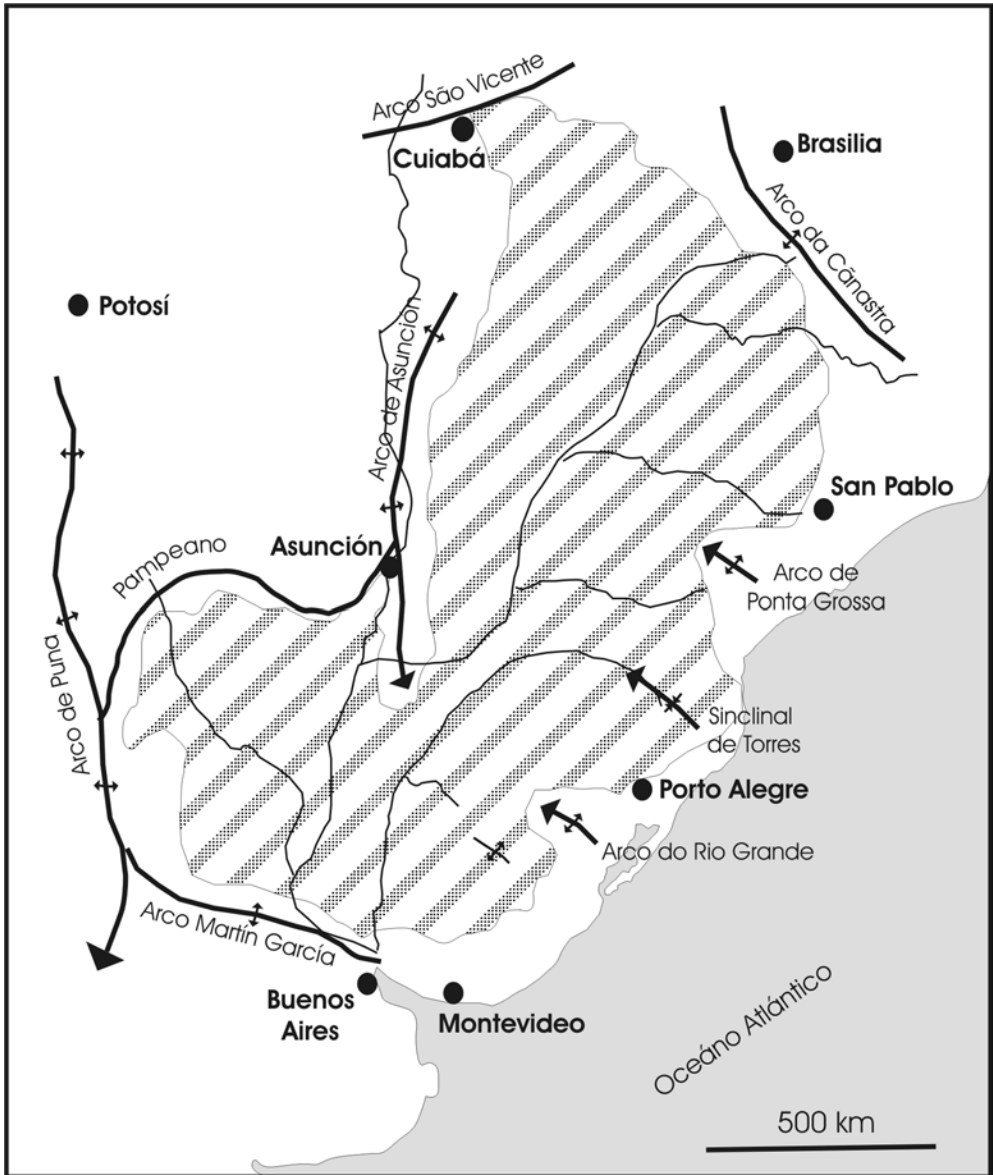 Arco São Vicente
Cuiabá
Brasilia
Arco da Cãnastra
Potosí
Arco de Asunción
San Pablo
Asunción
Pampeano
Arco de
Ponta Grossa
Arco de Puna
Sinclinal
de Torres
Porto Alegre
Arco do Rio Grande
Arco Martín García
Buenos
Aires
Montevideo
Oceáno Atlántico
500 km